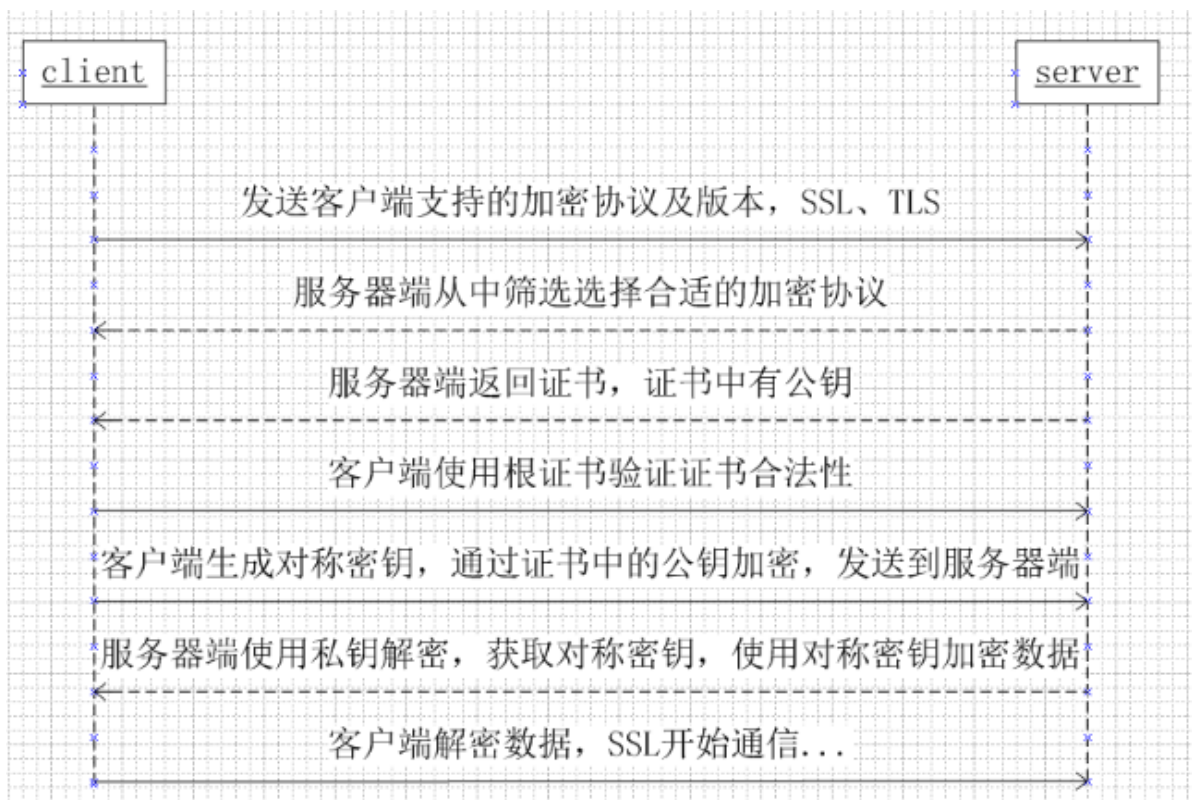 client
server
发送客户端支持的加密协议及版本，SSL、TLS
服务器端从中筛选选择合适的加密协议
服务器端返回证书，证书中有公钥
客户端使用根证书验证证书合法性
客户端生成对称密钥，通过证书中的公钥加密，发送到服务器端
服务器端使用私钥解密，获取对称密钥，使用对称密钥加密数据
客户端解密数据，SSL开始通信...